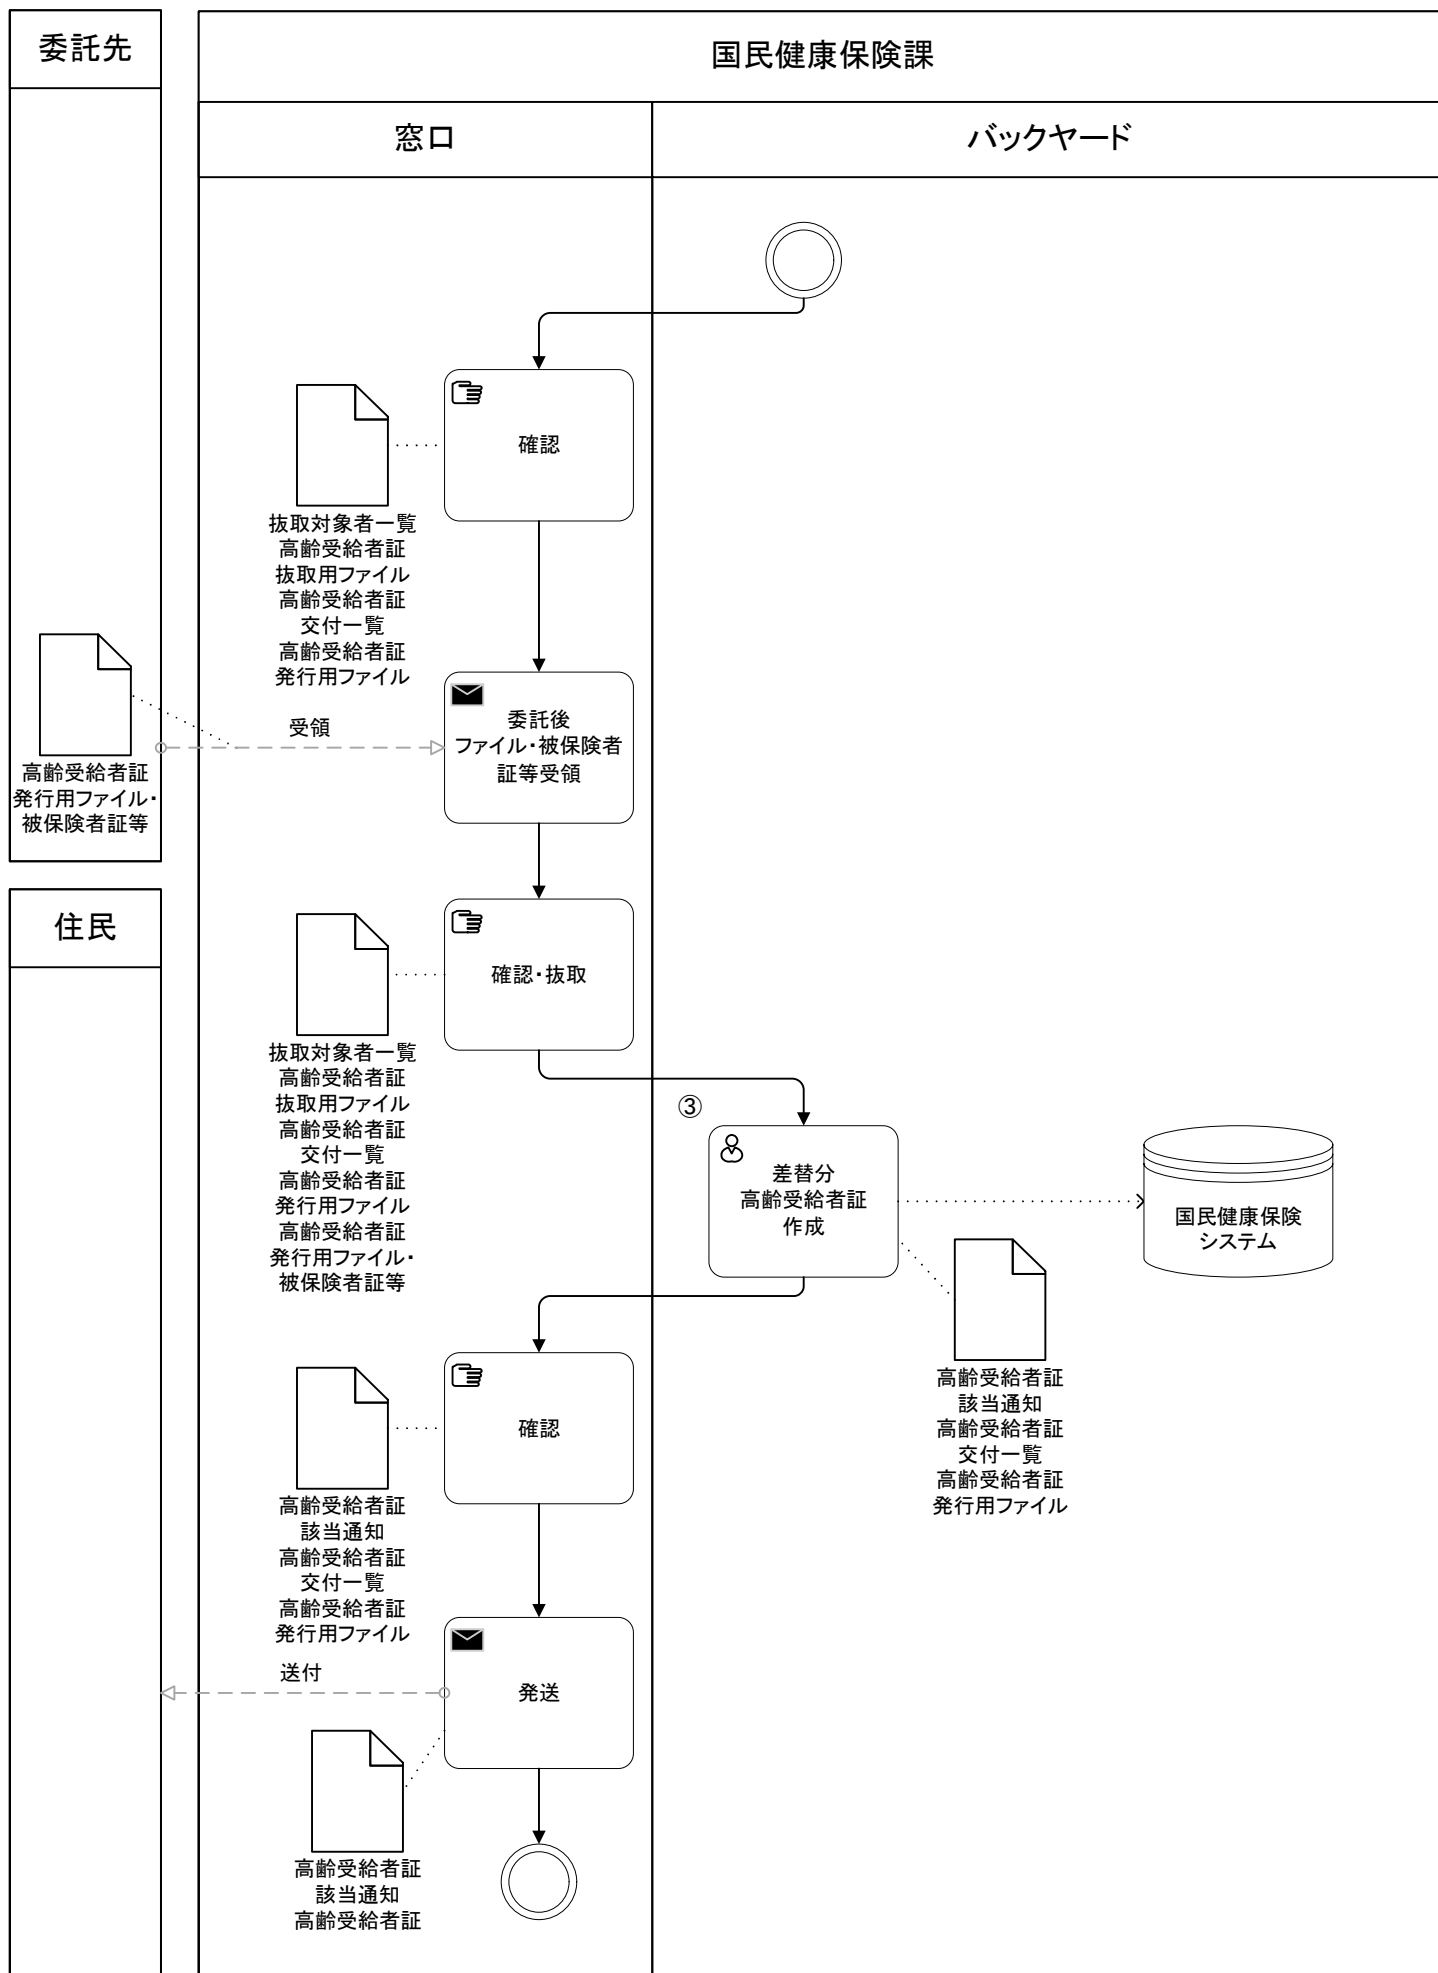 委託先
国民健康保険課
窓口
バックヤード
確認
抜取対象者一覧
高齢受給者証
抜取用ファイル
高齢受給者証
交付一覧
高齢受給者証
発行用ファイル
委託後
ファイル・被保険者
証等受領
受領
高齢受給者証
発行用ファイル・
被保険者証等
住民
確認・抜取
抜取対象者一覧
高齢受給者証
抜取用ファイル
高齢受給者証
交付一覧
高齢受給者証
発行用ファイル
高齢受給者証
発行用ファイル・
被保険者証等
③
差替分
高齢受給者証
作成
国民健康保険
システム
高齢受給者証
該当通知
高齢受給者証
交付一覧
高齢受給者証
発行用ファイル
確認
高齢受給者証
該当通知
高齢受給者証
交付一覧
高齢受給者証
発行用ファイル
送付
発送
高齢受給者証
該当通知
高齢受給者証